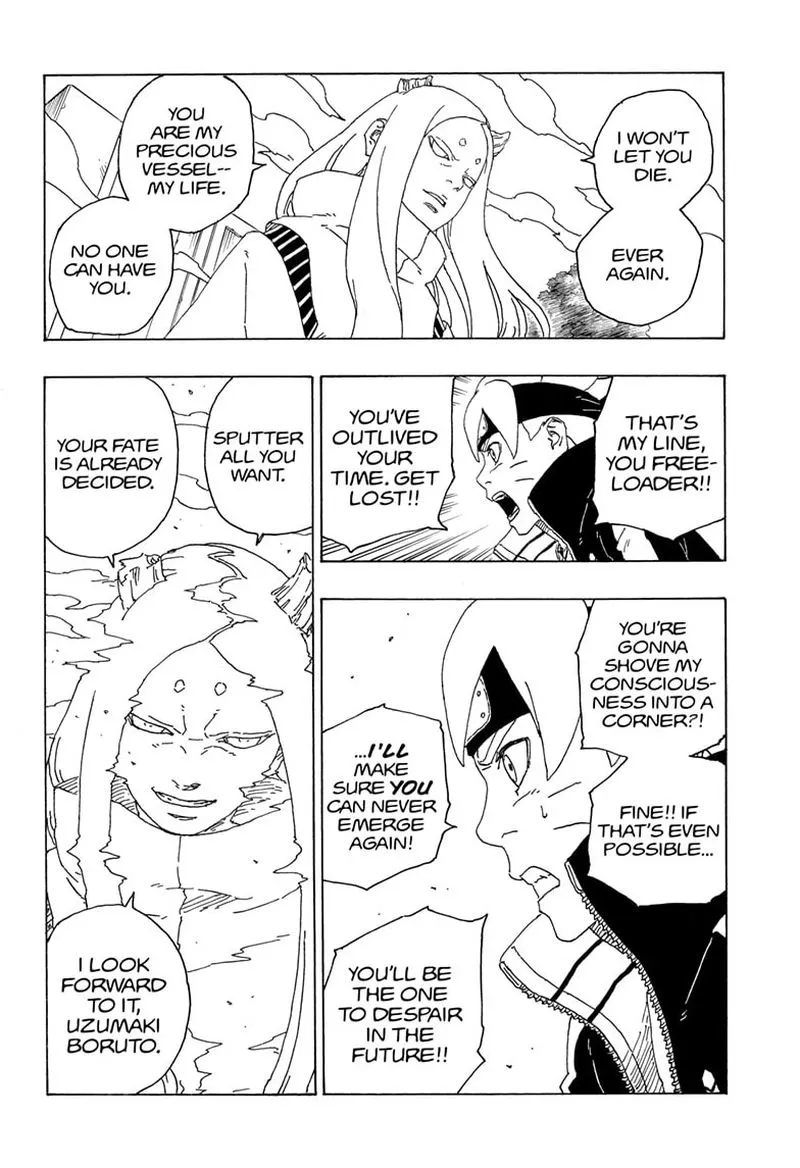 I WON'T
LET YOU
DIE.
EVER
AGAIN.
YOU
ARE MY
PRECIOUS
VESSEL--
MY LIFE.
NO ONE
CAN HAVE
YOU.
THAT'S
MY LINE,
YOU FREE-
LOADER!!
YOU'VE
OUTLIVED
YOUR
TIME. GET
LOST!!
SPUTTER
ALL YOU
WANT.
YOUR FATE
IS ALREADY
DECIDED.
YOU'RE
GONNA
SHOVE MY
CONSCIOUS-
NESS INTO A
CORNER?!
FINE!! IF
THAT'S EVEN
POSSIBLE...
...I'LL
MAKE
SURE YOU
CAN NEVER
EMERGE
AGAIN!
YOU'LL BE
THE ONE
TO DESPAIR
IN THE
FUTURE!!
I LOOK
FORWARD
TO IT,
UZUMAKI
BORUTO.